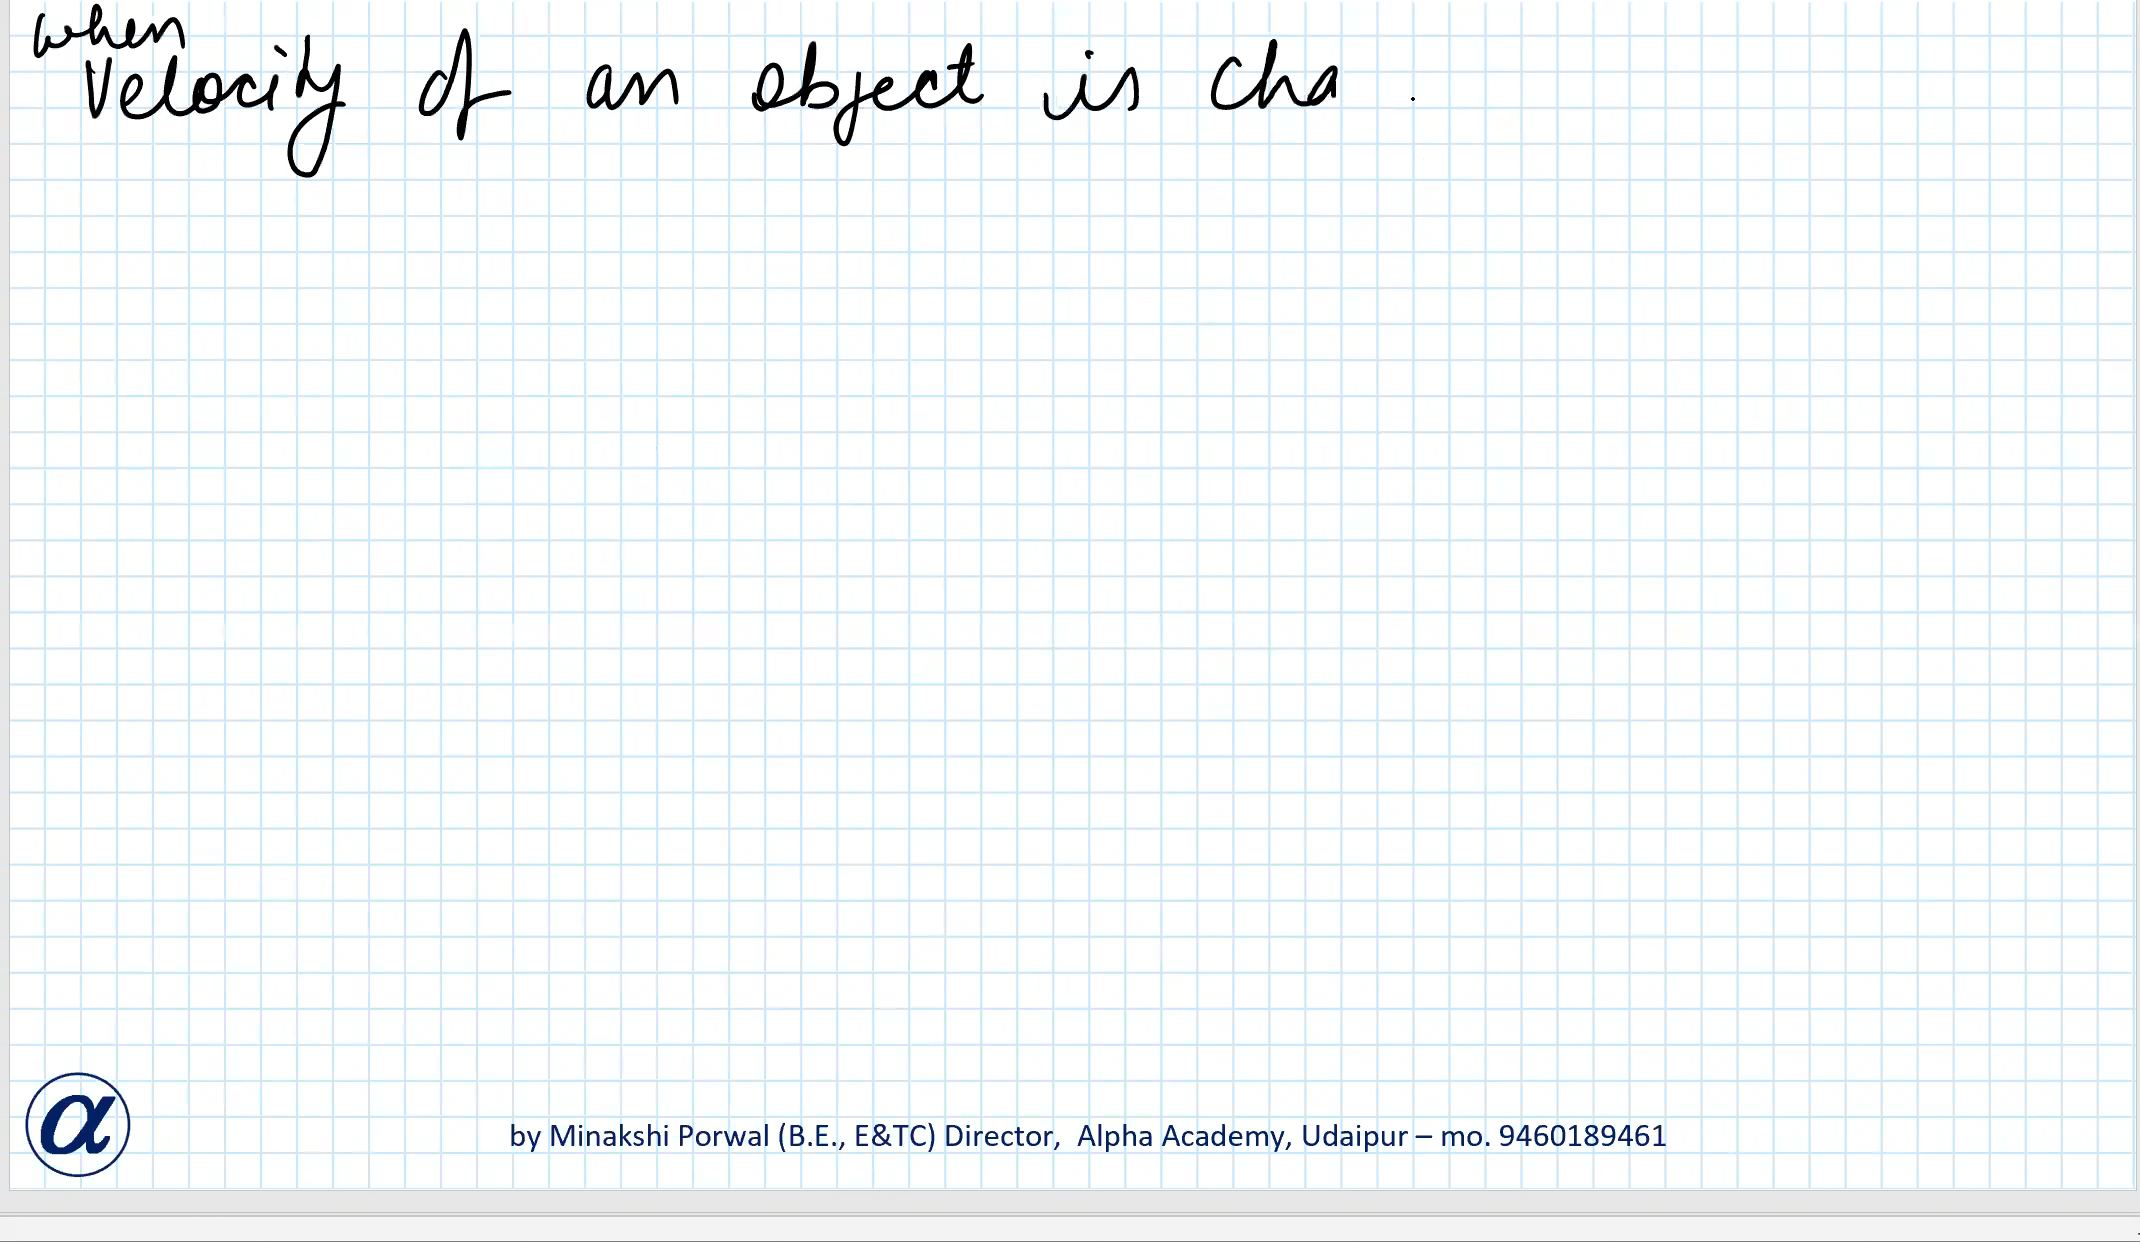 when
Velocity of an object is cha
α
by Minakshi Porwal (B.E., E&TC) Director, Alpha Academy, Udaipur – mo. 9460189461